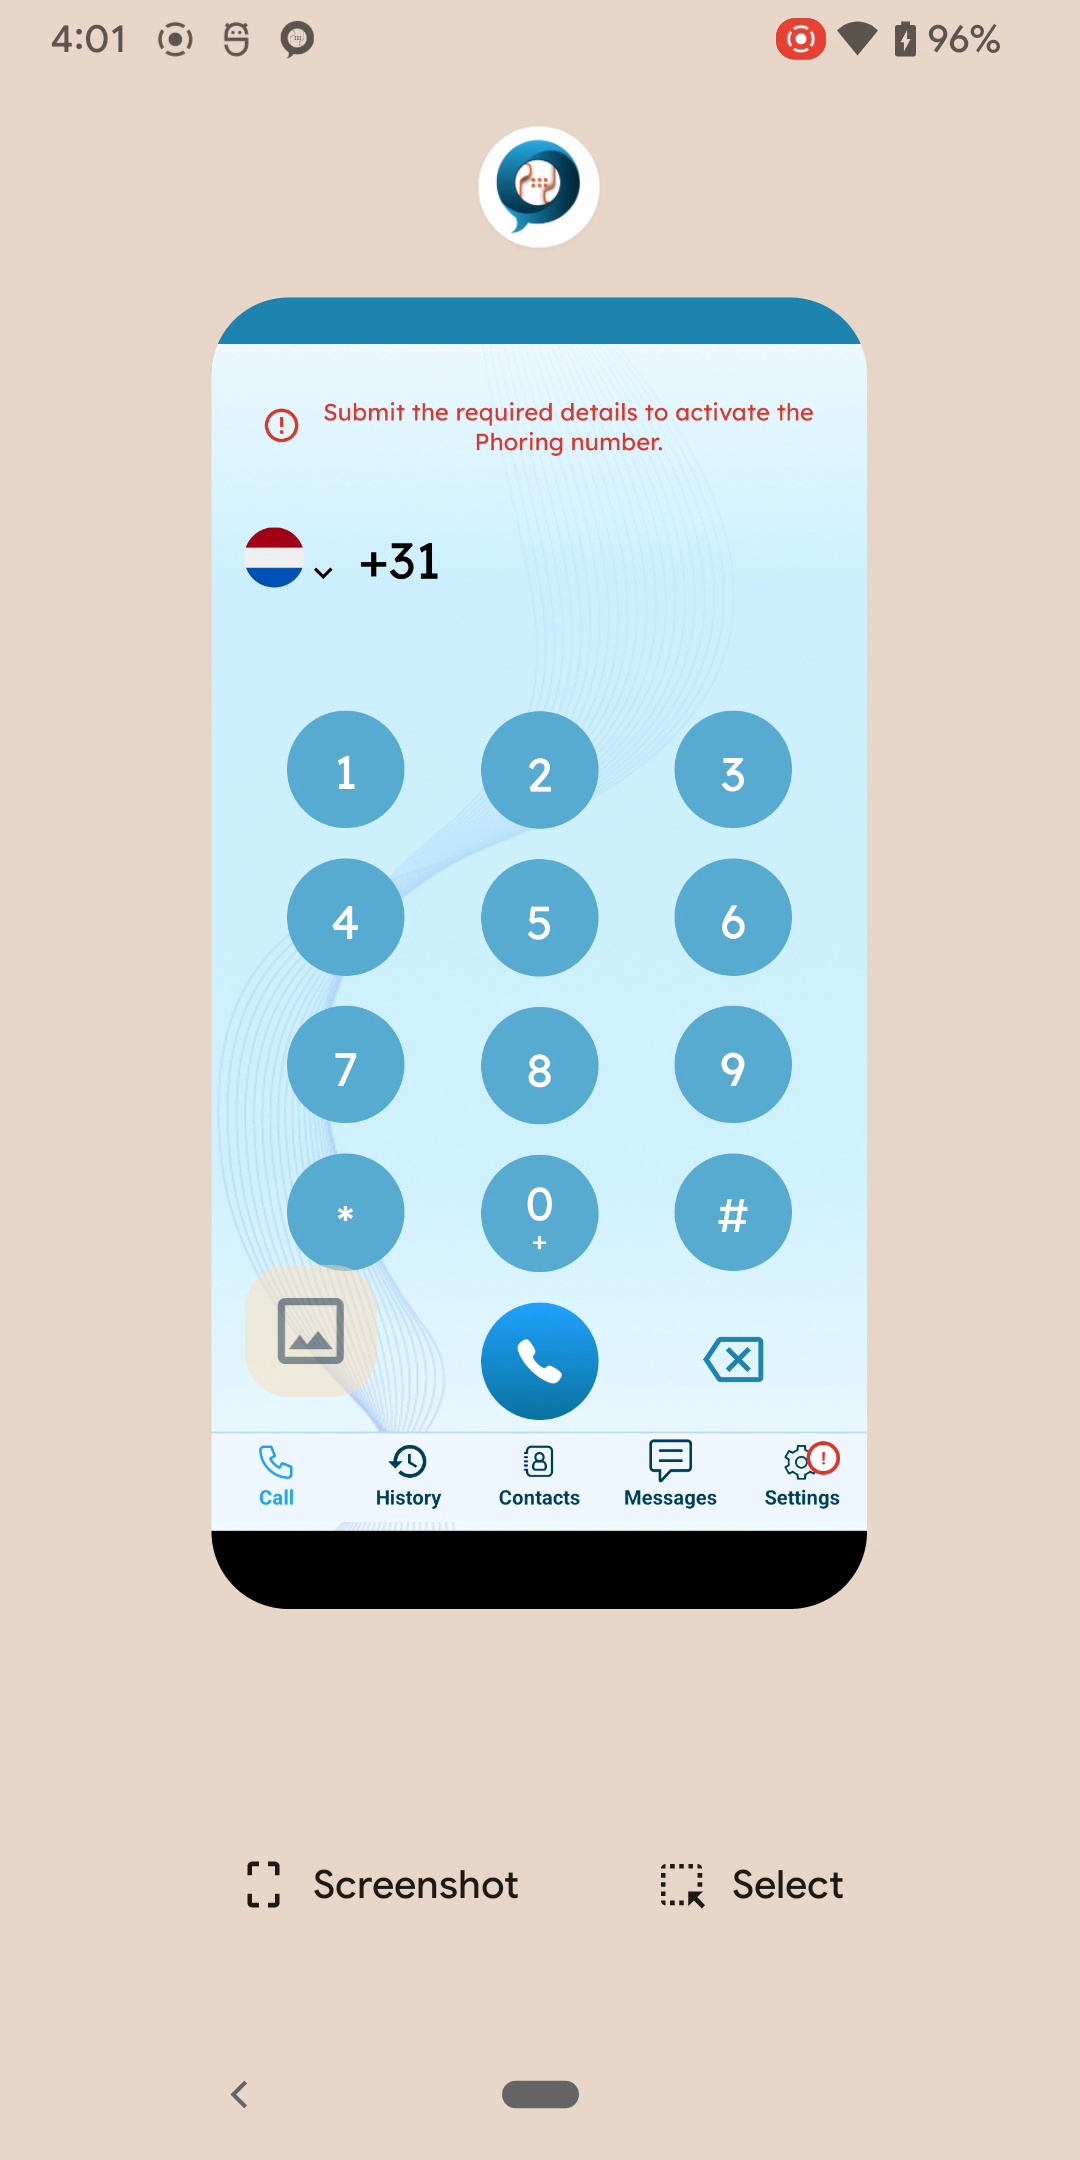 4:01
96%
Submit the required details to activate the
Phoring number.
+31
1 2 3
4 5 6
7 8 9
* 0 #
+
!
Call History Contacts Messages Settings
Screenshot Select